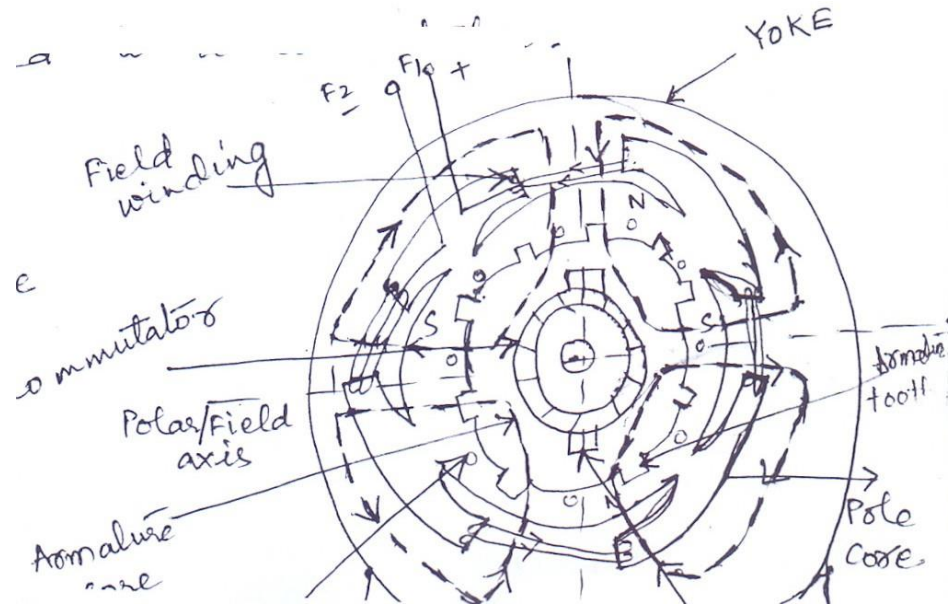 YOKE
F2 F1 +
-
Field
winding
N
S
S
ommutator
Armature
tooth
Polar/Field
axis
N
Armature
Pole
core